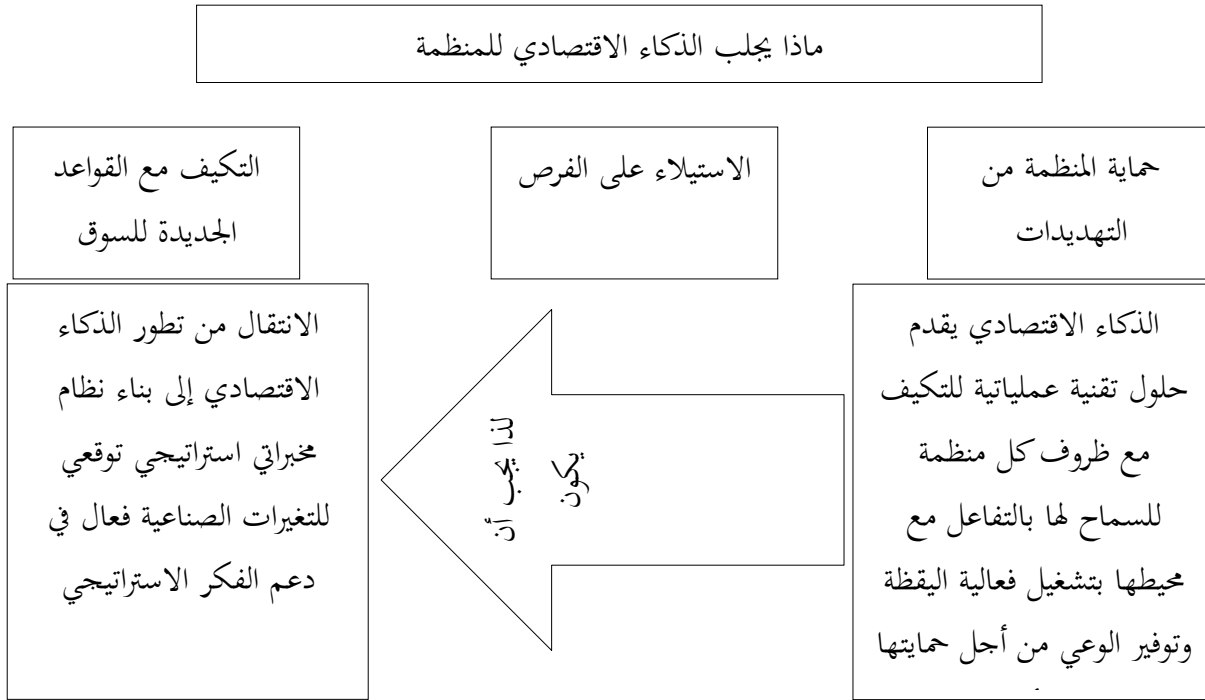 ماذا يجلب الذكاء الاقتصادي للمنظمة
حماية المنظمة من
التهديدات
الاستيلاء على الفرص
التكيف مع القواعد
الجديدة للسوق
الذكاء الاقتصادي يقدم
حلول تقنية عملياتية للتكيف
مع ظروف كل منظمة
للسماح لها بالتفاعل مع
محيطها بتشغيل فعالية اليقظة
وتوفير الوعي من أجل حمايتها
لذا يجب أن
يكون
الانتقال من تطور الذكاء
الاقتصادي إلى بناء نظام
مخبراتي استراتيجي توقعي
للتغيرات الصناعية فعال في
دعم الفكر الاستراتيجي